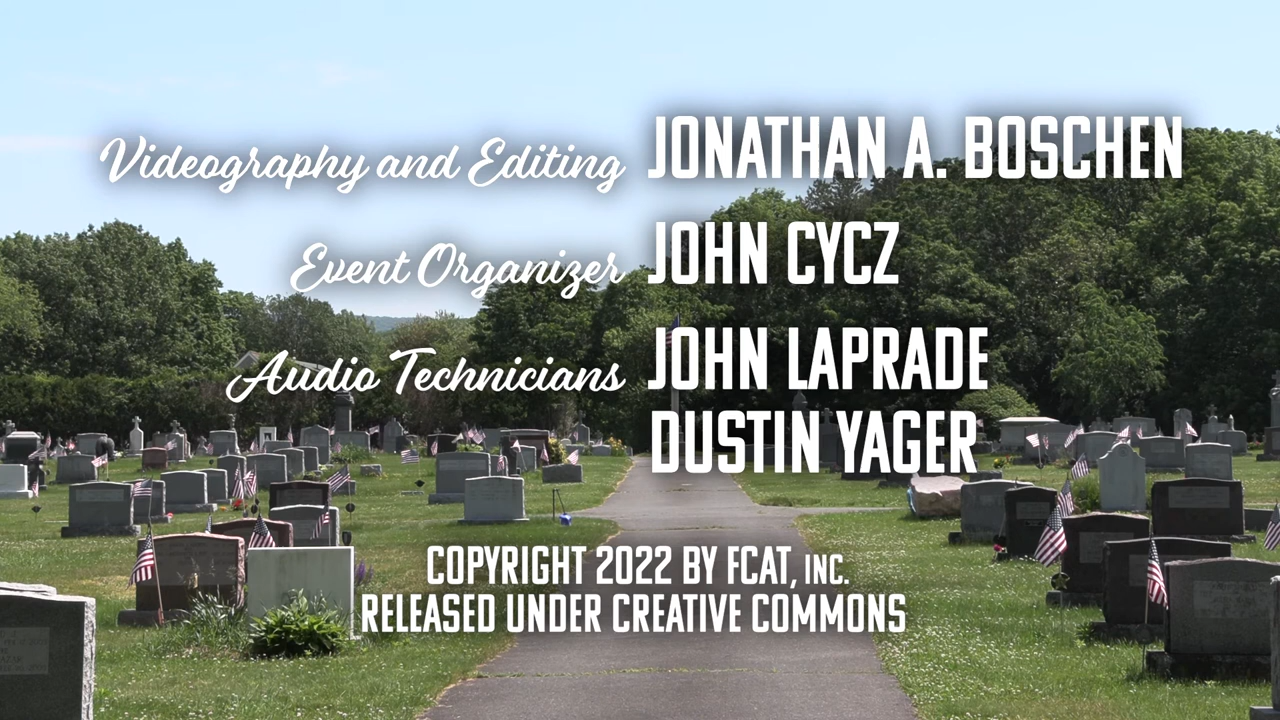 Videography and Editing JONATHAN A. BOSCHEN
Event Organizer JOHN CYCZ
Audio Technicians JOHN LAPRADE
DUSTIN YAGER
COPYRIGHT 2022 BY FCAT, INC.
RELEASED UNDER CREATIVE COMMONS